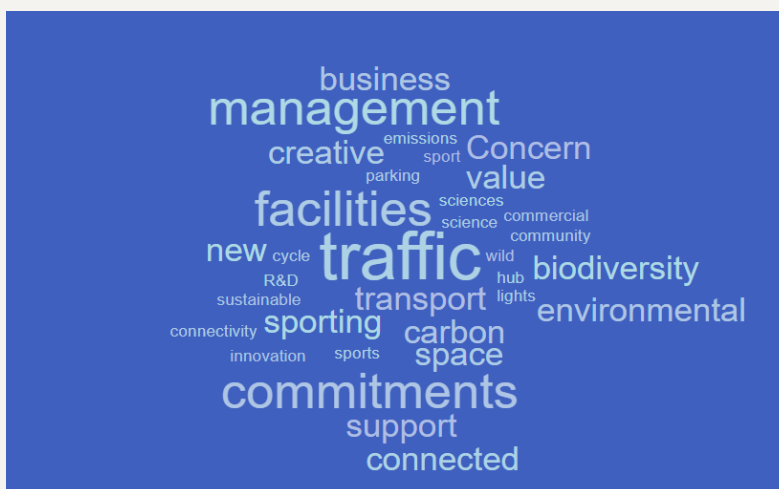 business
management
emissions
creative sport Concern
parking value
facilities sciences
science commercial
community
new cycle traffic wild
hub biodiversity
R&D
sustainable transport lights environmental
connectivity sporting carbon
innovation sports space
commitments
support
connected